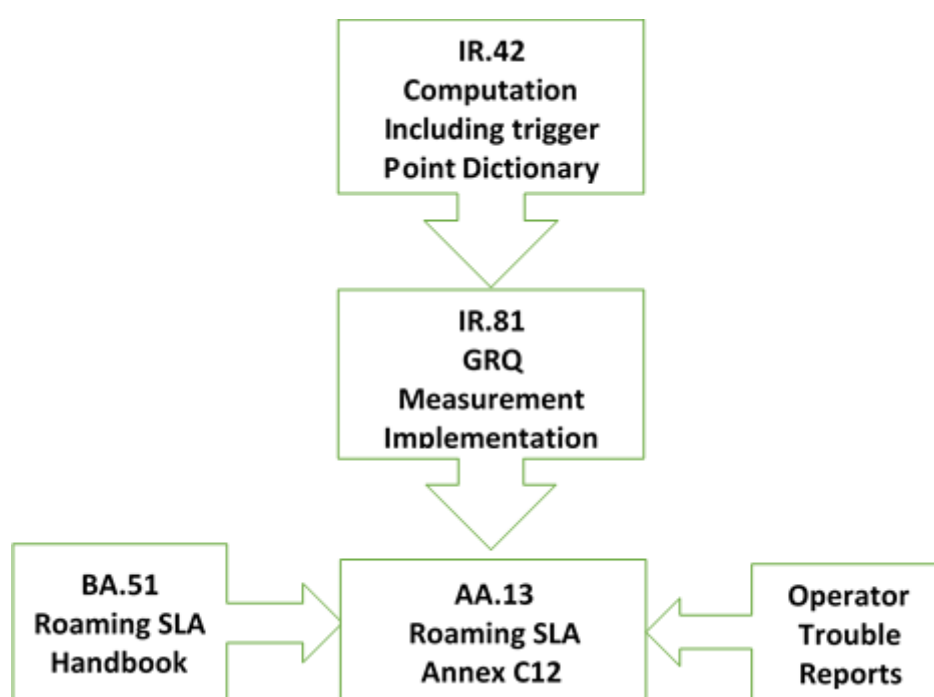 IR.42
Computation
Including trigger
Point Dictionary
IR.81
GRQ
Measurement
Implementation
BA.51
Roaming SLA
Handbook
AA.13
Roaming SLA
Annex C12
Operator
Trouble
Reports